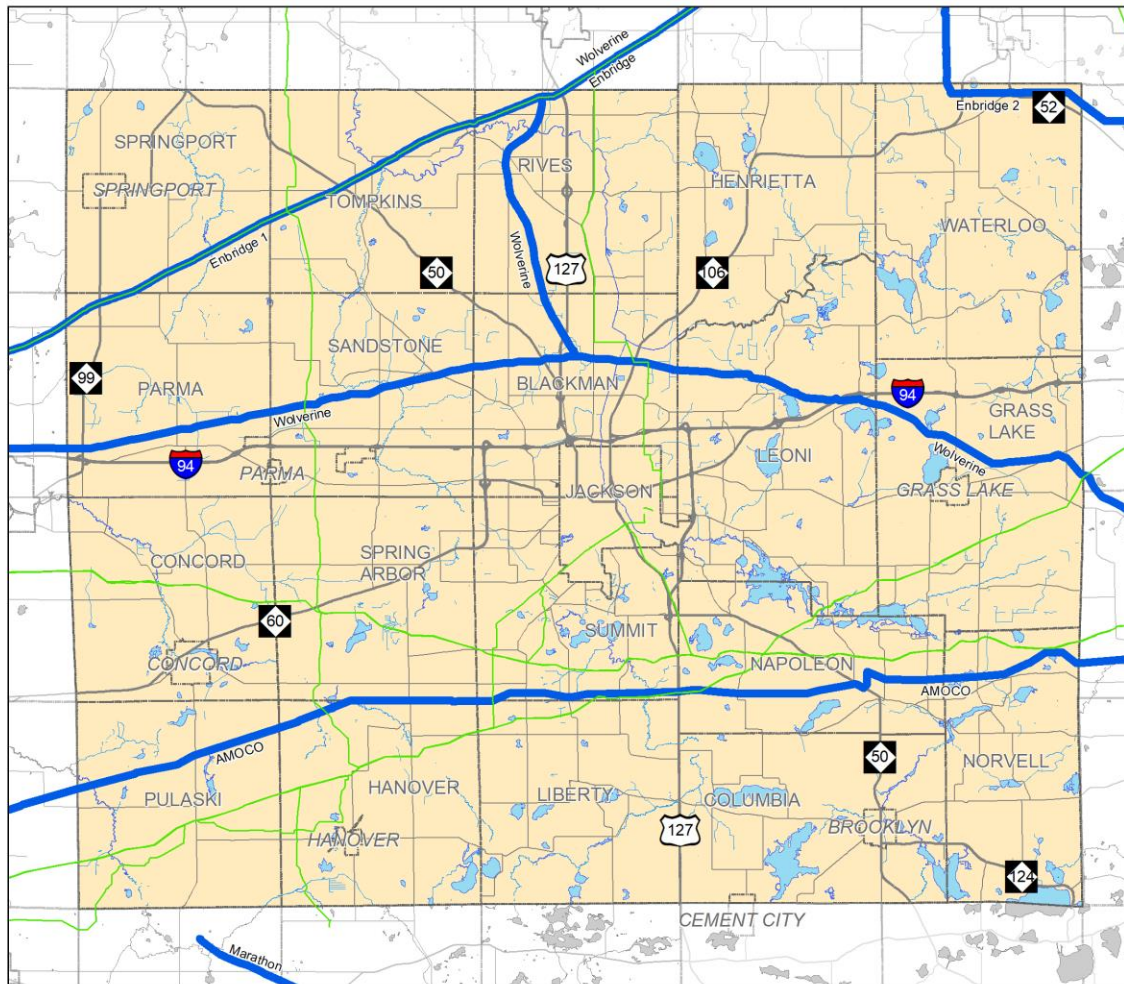 Wolverine
Enbridge
Enbridge 2
52
SPRINGPORT
SPRINGPORT
RIVES
HENRIETTA
TOMPKINS
WATERLOO
Enbridge 1
Wolverine
50
127
106
SANDSTONE
99
PARMA
BLACKMAN
94
GRASS
LAKE
Wolverine
94
PARMA
LEONI
Wolverine
JACKSON
GRASS LAKE
CONCORD
SPRING
ARBOR
60
SUMMIT
CONCORD
NAPOLEON
AMOCO
AMOCO
50
NORVELL
PULASKI
HANOVER
LIBERTY
COLUMBIA
HANOVER
127
BROOKLYN
124
CEMENT CITY
Marathon